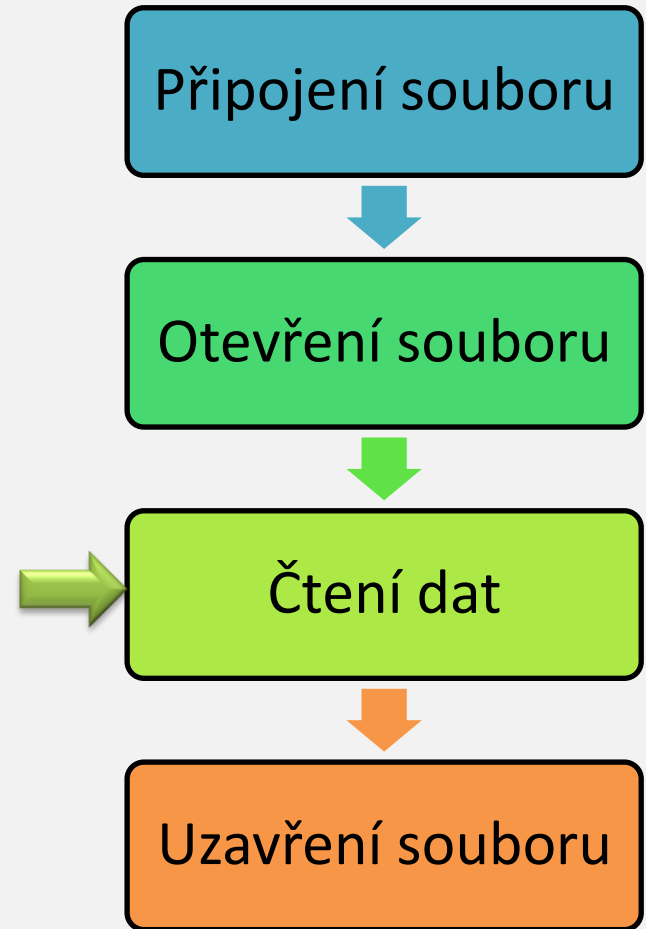 Připojení souboru
Otevření souboru
Čtení dat
Uzavření souboru